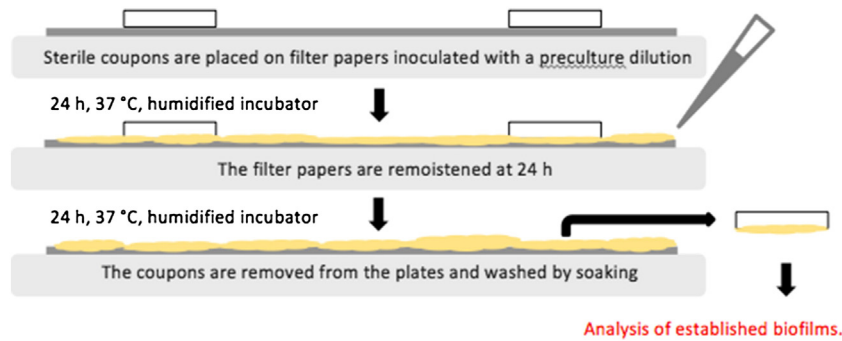 Sterile coupons are placed on filter papers inoculated with a preculture dilution
24 h, 37 °C, humidified incubator
The filter papers are remoistened at 24 h
24 h, 37 °C, humidified incubator
The coupons are removed from the plates and washed by soaking
Analysis of established biofilms.